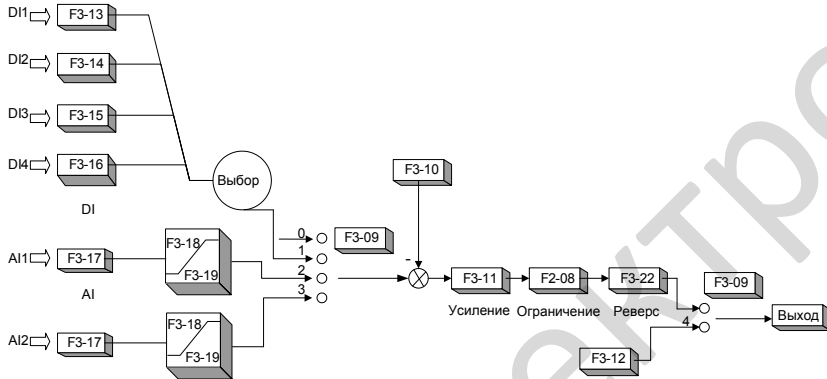 DI1 F3-13
DI2 F3-14
DI3 F3-15
DI4 F3-16
DI
Выбор
F3-10
0 F3-09
1
2
3
AI1 F3-17 F3-18 F3-19
AI
AI2 F3-17 F3-18 F3-19
-
F3-11 F2-08 F3-22 F3-09
Усиление Ограничение Реверс
4
Выход
F3-12
ектро